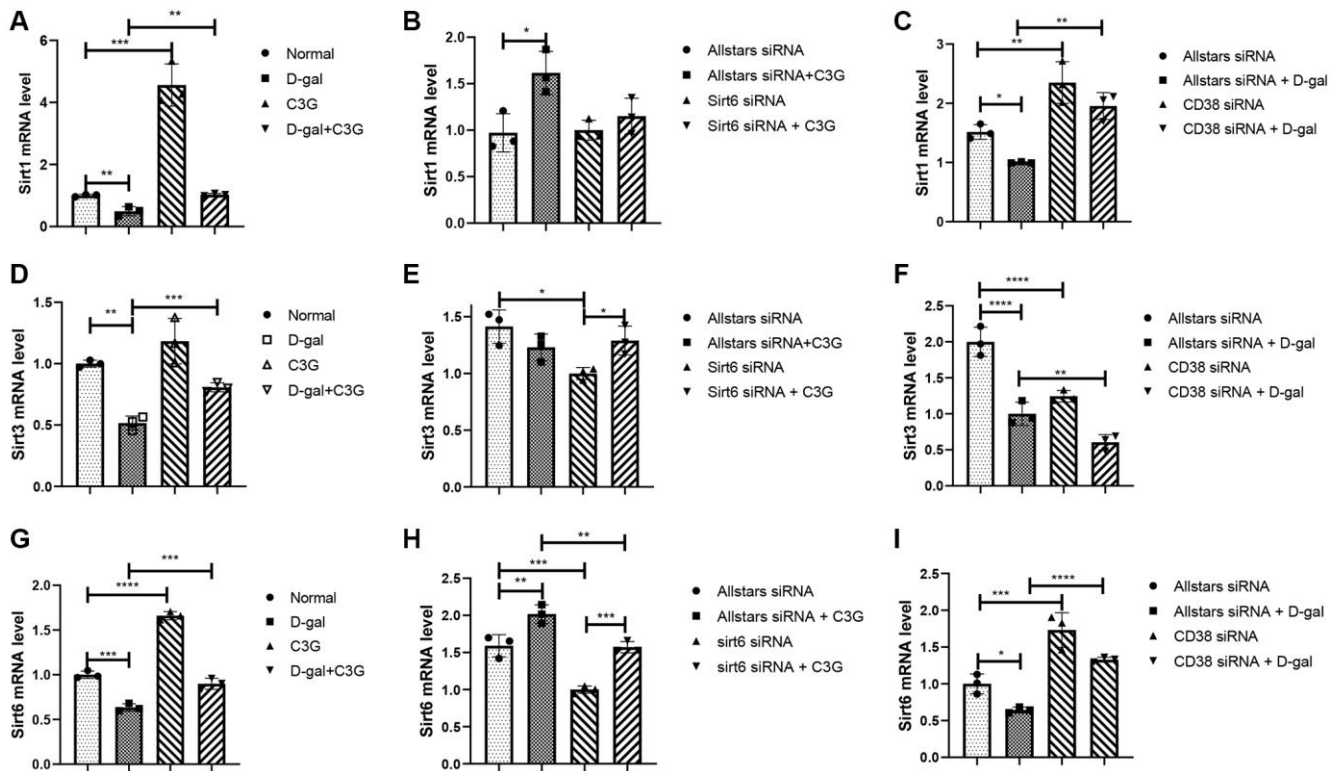 A
Sirt1 mRNA level
6
4
2
0
***
**
**
Normal
D-gal
C3G
D-gal+C3G
B
Sirt1 mRNA level
2.0
1.5
1.0
0.5
0.0
*
Allstars siRNA
Allstars siRNA+C3G
Sirt6 siRNA
Sirt6 siRNA + C3G
C
Sirt1 mRNA level
3
2
1
0
**
**
*
Allstars siRNA
Allstars siRNA + D-gal
CD38 siRNA
CD38 siRNA + D-gal
D
Sirt3 mRNA level
1.5
1.0
0.5
0.0
**
***
Normal
D-gal
C3G
D-gal+C3G
E
Sirt3 mRNA level
1.5
1.0
0.5
0.0
*
*
Allstars siRNA
Allstars siRNA+C3G
Sirt6 siRNA
Sirt6 siRNA + C3G
F
Sirt3 mRNA level
2.5
2.0
1.5
1.0
0.5
0.0
****
****
**
Allstars siRNA
Allstars siRNA + D-gal
CD38 siRNA
CD38 siRNA + D-gal
G
Sirt6 mRNA level
2.0
1.5
1.0
0.5
0.0
***
****
***
Normal
D-gal
C3G
D-gal+C3G
H
Sirt6 mRNA level
2.5
2.0
1.5
1.0
0.5
0.0
**
***
**
***
Allstars siRNA
Allstars siRNA + C3G
sirt6 siRNA
sirt6 siRNA + C3G
I
Sirt6 mRNA level
2.5
2.0
1.5
1.0
0.5
0.0
****
***
*
Allstars siRNA
Allstars siRNA + D-gal
CD38 siRNA
CD38 siRNA + D-gal